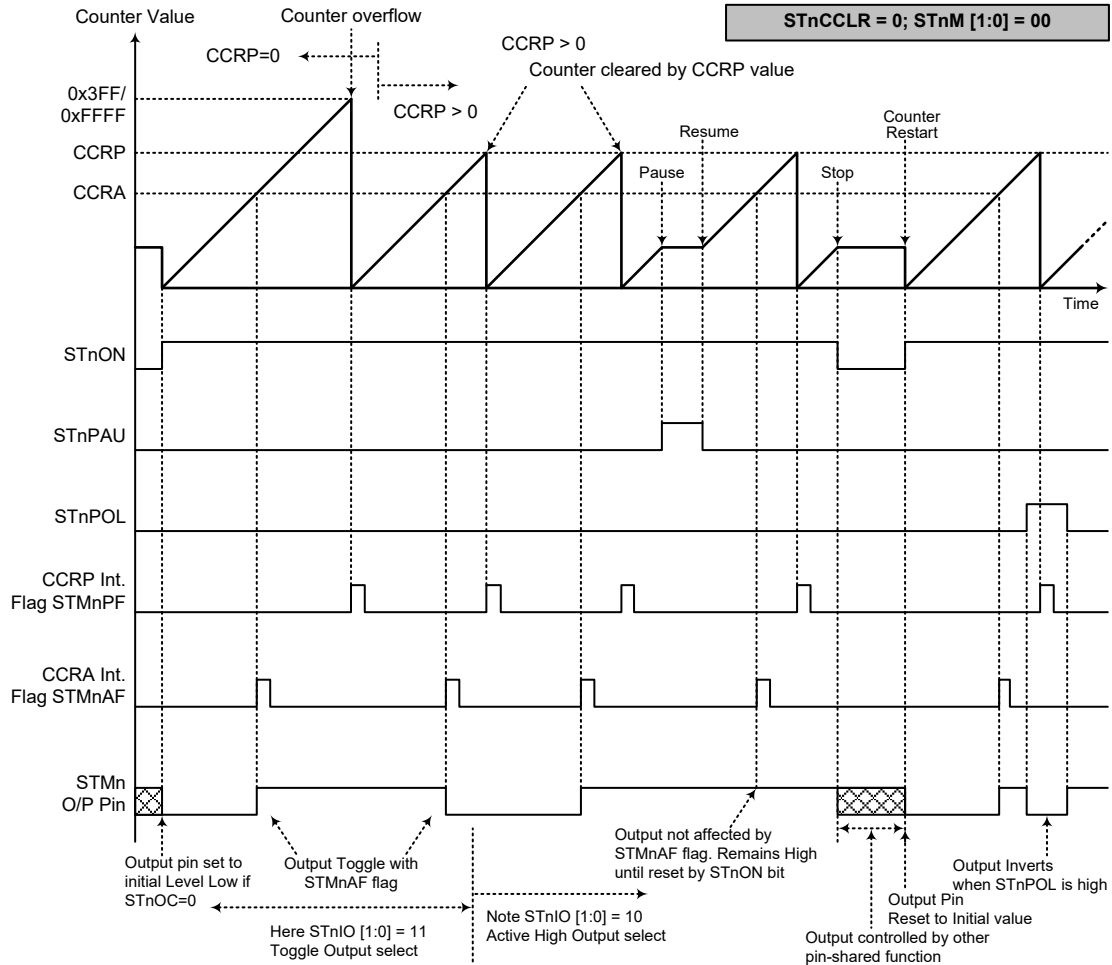 Counter Value
Counter overflow
STnCCLR = 0; STnM [1:0] = 00
CCRP=0
CCRP > 0
CCRP > 0
Counter cleared by CCRP value
0x3FF/
0xFFFF
CCRP
CCRA
Pause
Resume
Stop
Counter
Restart
Time
STnON
STnPAU
STnPOL
CCRP Int.
Flag STMnPF
CCRA Int.
Flag STMnAF
STMn
O/P Pin
Output pin set to
initial Level Low if
STnOC=0
Output Toggle with
STMnAF flag
Here STnIO [1:0] = 11
Toggle Output select
Note STnIO [1:0] = 10
Active High Output select
Output not affected by
STMnAF flag. Remains High
until reset by STnON bit
Output controlled by other
pin-shared function
Output Pin
Reset to Initial value
Output Inverts
when STnPOL is high